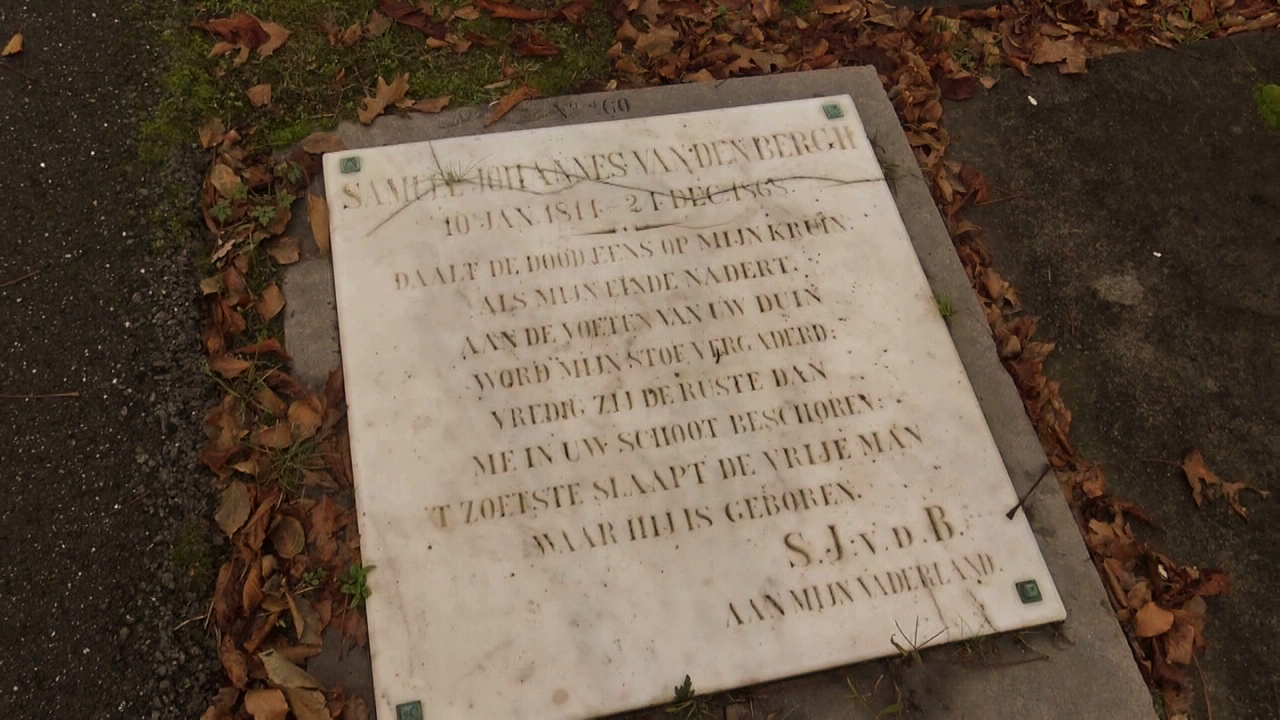 SAMUEL JOHANNES VAN DEN BERGH
10 JAN. 1814 - 24 DEC. 1868.
DAALT DE DOOD EENS OP MIJN KRUIN.
ALS MIJN EINDE NADERT.
AAN DE VOETEN VAN UW DUIN
WORD MIJN STOF VERGADERD;
VREDIG ZIJ DE RUSTE DAN
ME IN UW SCHOOT BESCHOREN;
'T ZOETSTE SLAAPT DE VRIJE MAN
WAAR HIJ IS GEBOREN.
S.J. v. d. B.
AAN MIJN VADERLAND.